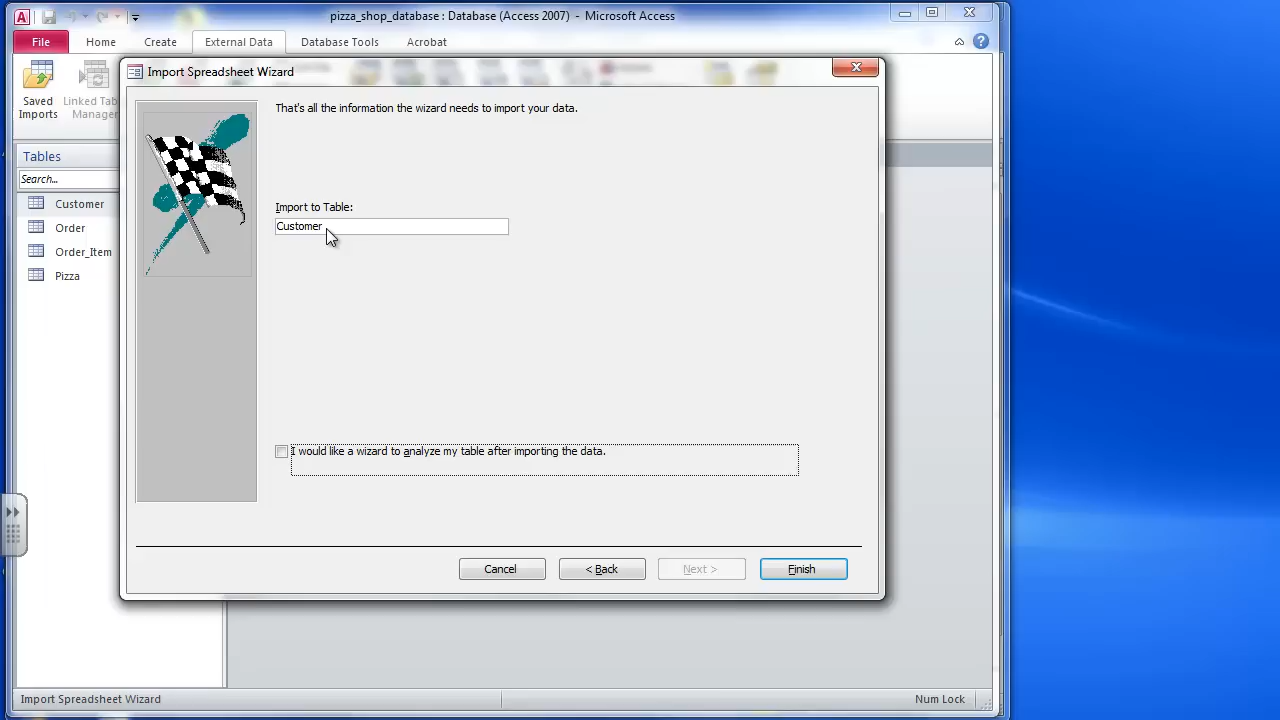 pizza_shop_database : Database (Access 2007) - Microsoft Access
File Home Create External Data Database Tools Acrobat
Import Spreadsheet Wizard
Saved Imports
Linked Tab
Manager
That's all the information the wizard needs to import your data.
Tables
Search...
Customer
Order
Order_Item
Pizza
Import to Table:
Customer
I would like a wizard to analyze my table after importing the data.
Cancel < Back Next > Finish
Import Spreadsheet Wizard Num Lock